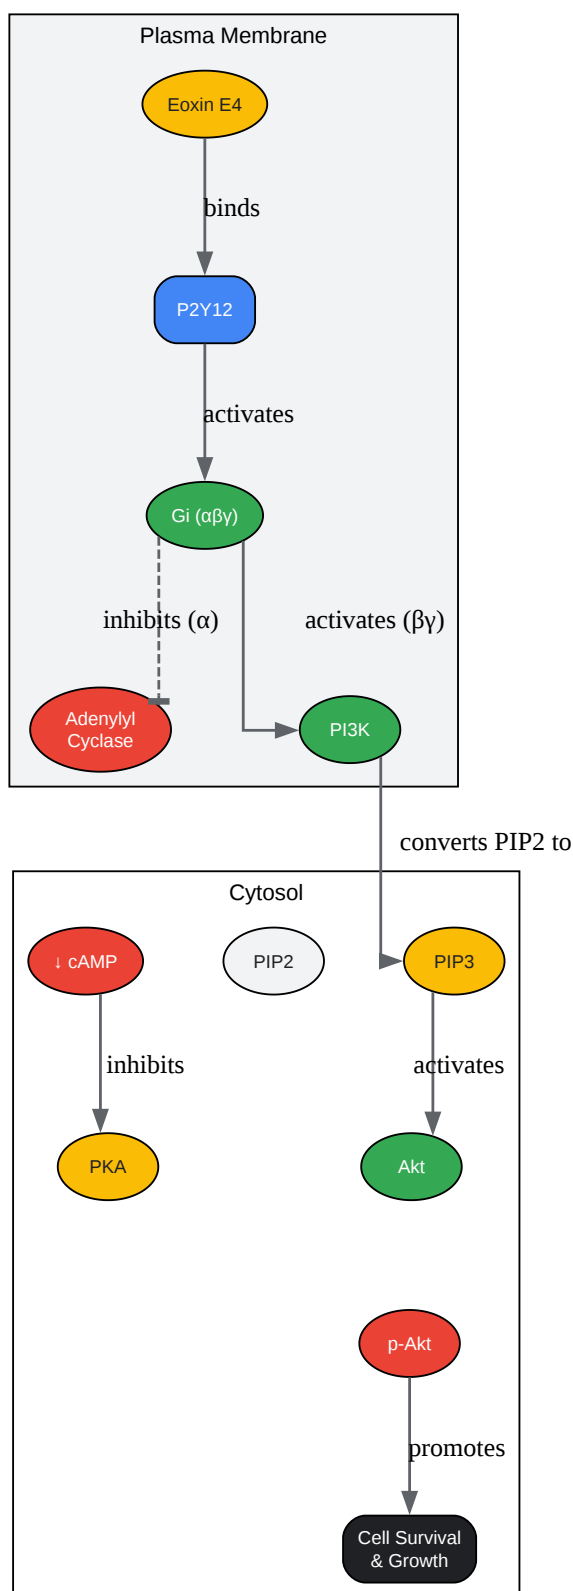 Plasma Membrane
Eoxin E4
binds
P2Y12
activates
Gi (αβγ)
inhibits (α)
activates (βγ)
Adenylyl
Cyclase
PI3K
converts PIP2 to
Cytosol
↓ cAMP
PIP2
PIP3
inhibits
activates
PKA
Akt
p-Akt
promotes
Cell Survival
& Growth